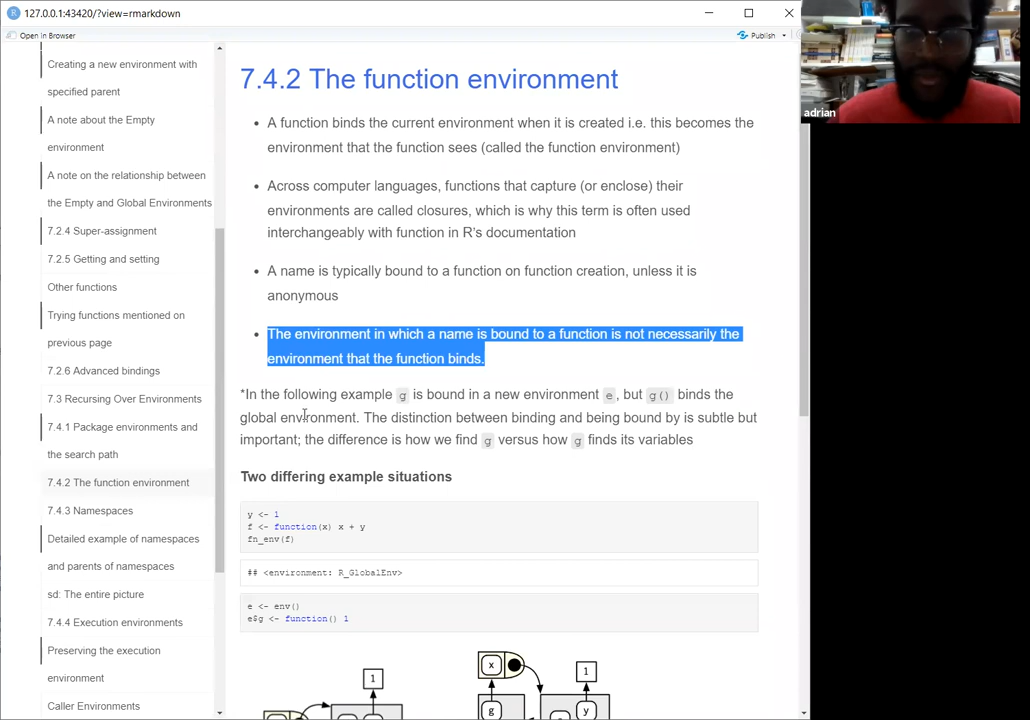 127.0.0.1:43420/?view=rmarkdown
Open in Browser
Publish
Creating a new environment with
specified parent
A note about the Empty
environment
A note on the relationship between
the Empty and Global Environments
7.2.4 Super-assignment
7.2.5 Getting and setting
Other functions
Trying functions mentioned on
previous page
7.2.6 Advanced bindings
7.3 Recursing Over Environments
7.4.1 Package environments and
the search path
7.4.2 The function environment
7.4.3 Namespaces
Detailed example of namespaces
and parents of namespaces
sd: The entire picture
7.4.4 Execution environments
Preserving the execution
environment
Caller Environments
7.4.2 The function environment
• A function binds the current environment when it is created i.e. this becomes the
environment that the function sees (called the function environment)
• Across computer languages, functions that capture (or enclose) their
environments are called closures, which is why this term is often used
interchangeably with function in R's documentation
• A name is typically bound to a function on function creation, unless it is
anonymous
• The environment in which a name is bound to a function is not necessarily the
environment that the function binds.
*In the following example g is bound in a new environment e, but g() binds the
global environment. The distinction between binding and being bound by is subtle but
important; the difference is how we find g versus how g finds its variables
Two differing example situations
y <- 1
f <- function(x) x + y
fn_env(f)
## <environment: R_GlobalEnv>
e <- env()
e$g <- function() 1
1
x
1
g
y
adrian